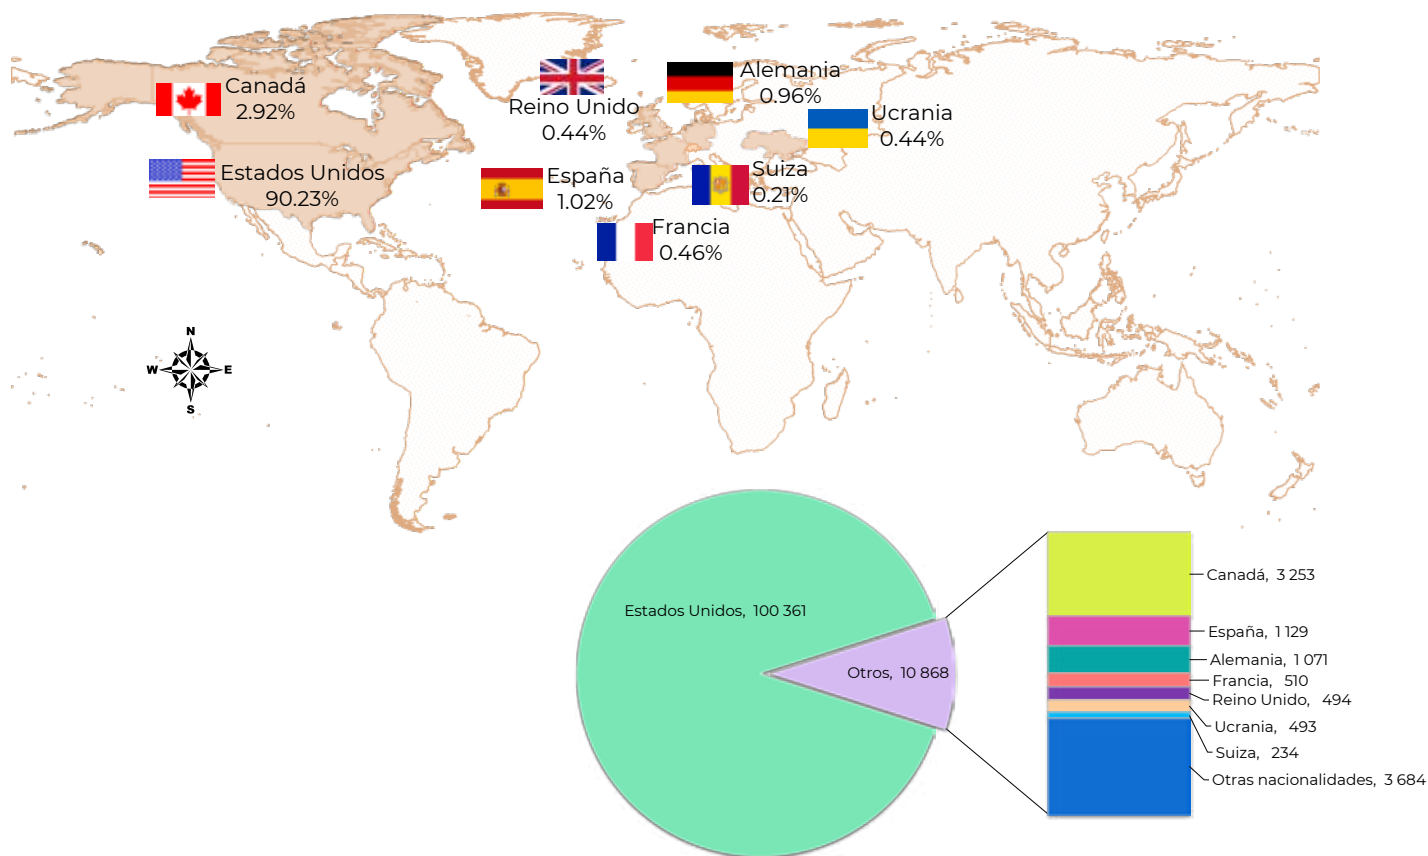 Canadá
2.92%
Estados Unidos
90.23%
Reino Unido
0.44%
Alemania
0.96%
Ucrania
0.44%
España
1.02%
Suiza
0.21%
Francia
0.46%
N
W
E
S
Estados Unidos, 100 361
Otros, 10 868
Canadá, 3 253
España, 1 129
Alemania, 1 071
Francia, 510
Reino Unido, 494
Ucrania, 493
Suiza, 234
Otras nacionalidades, 3 684